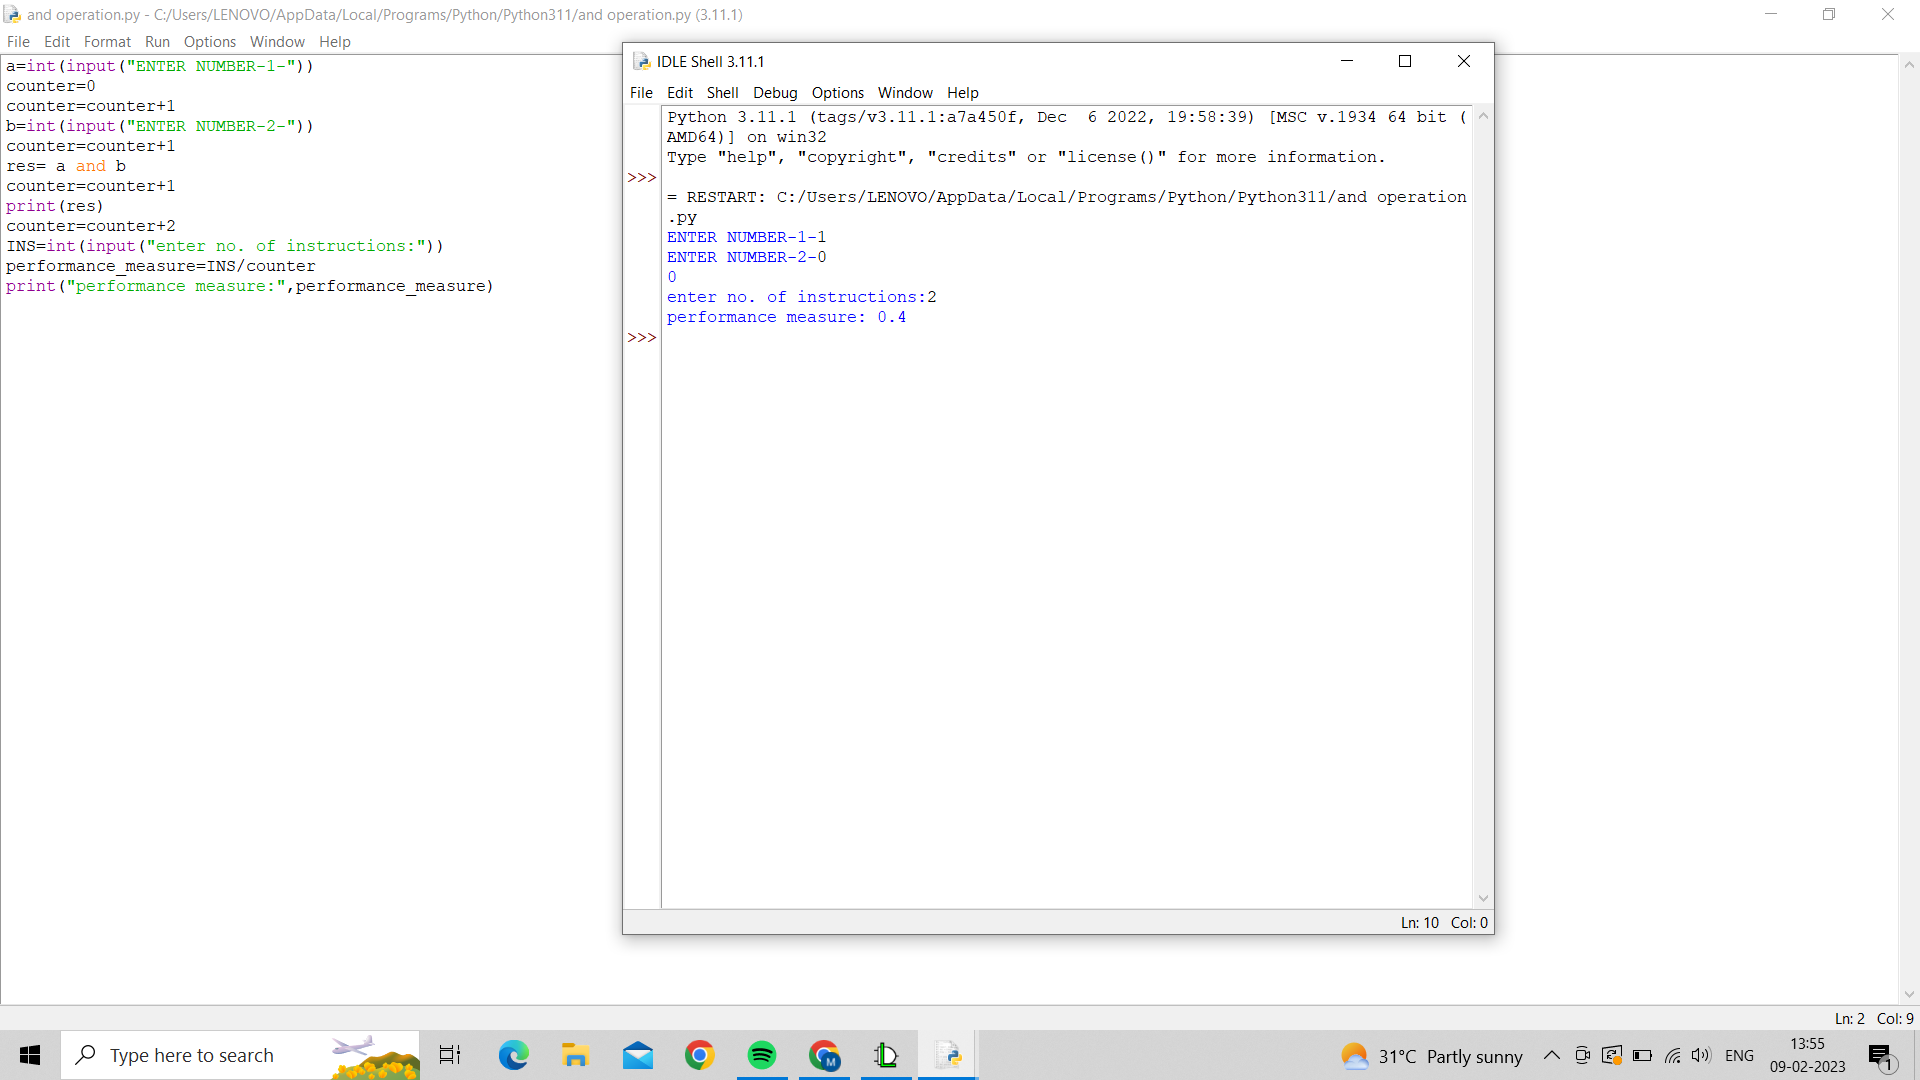 and operation.py - C:/Users/LENOVO/AppData/Local/Programs/Python/Python311/and operation.py (3.11.1)
File Edit Format Run Options Window Help
a=int(input("ENTER NUMBER-1-"))
counter=0
counter=counter+1
b=int(input("ENTER NUMBER-2-"))
counter=counter+1
res= a and b
counter=counter+1
print(res)
counter=counter+2
INS=int(input("enter no. of instructions:"))
performance_measure=INS/counter
print("performance measure:",performance_measure)
IDLE Shell 3.11.1
File Edit Shell Debug Options Window Help
Python 3.11.1 (tags/v3.11.1:a7a450f, Dec  6 2022, 19:58:39) [MSC v.1934 64 bit (
AMD64)] on win32
Type "help", "copyright", "credits" or "license()" for more information.
>>>
= RESTART: C:/Users/LENOVO/AppData/Local/Programs/Python/Python311/and operation
.py
ENTER NUMBER-1-1
ENTER NUMBER-2-0
0
enter no. of instructions:2
performance measure: 0.4
>>>
Ln: 10 Col: 0
Ln: 2 Col: 9
Type here to search
M
31°C Partly sunny
ENG
13:55
09-02-2023
1